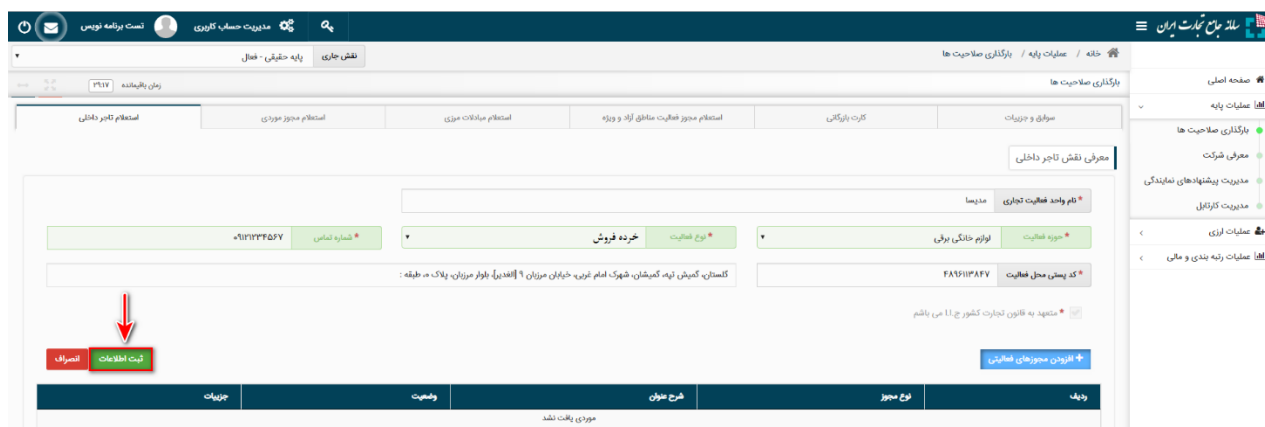 سامانه جامع تجارت ایران
مدیریت حساب کاربری
تست برنامه نویس
خانه / عملیات پایه / بارگذاری صلاحیت ها
نقش جاری
پایه حقیقی - فعال
صفحه اصلی
عملیات پایه
بارگذاری صلاحیت ها
معرفی شرکت
مدیریت پیشنهادهای نمایندگی
مدیریت کارتابل
عملیات ارزی
عملیات رتبه بندی و مالی
بارگذاری صلاحیت ها
زمان باقیمانده ۲۹:۱۷
سوابق و جزییات
کارت بازرگانی
استعلام مجوز فعالیت مناطق آزاد و ویژه
استعلام مبادلات مرزی
استعلام مجوز موردی
استعلام تاجر داخلی
معرفی نقش تاجر داخلی
* نام واحد فعالیت تجاری مدیسا
* حوزه فعالیت لوازم خانگی برقی
* نوع فعالیت خرده فروش
* شماره تماس ۰۹۱۲۱۲۳۴۵۶۷
* کد پستی محل فعالیت ۴۸۹۶۱۱۳۸۴۷
گلستان، گمیش تپه، گمیشان، شهرک امام غربی، خیابان مرزبان ۹ [الغدیر]، بلوار مرزبان، پلاک ۰، طبقه :
* متعهد به قانون تجارت کشور ج.ا.ا می باشم
+ افزودن مجوزهای فعالیتی
ثبت اطلاعات
انصراف
ردیف نوع مجوز شرح عنوان وضعیت جزییات
موردی یافت نشد